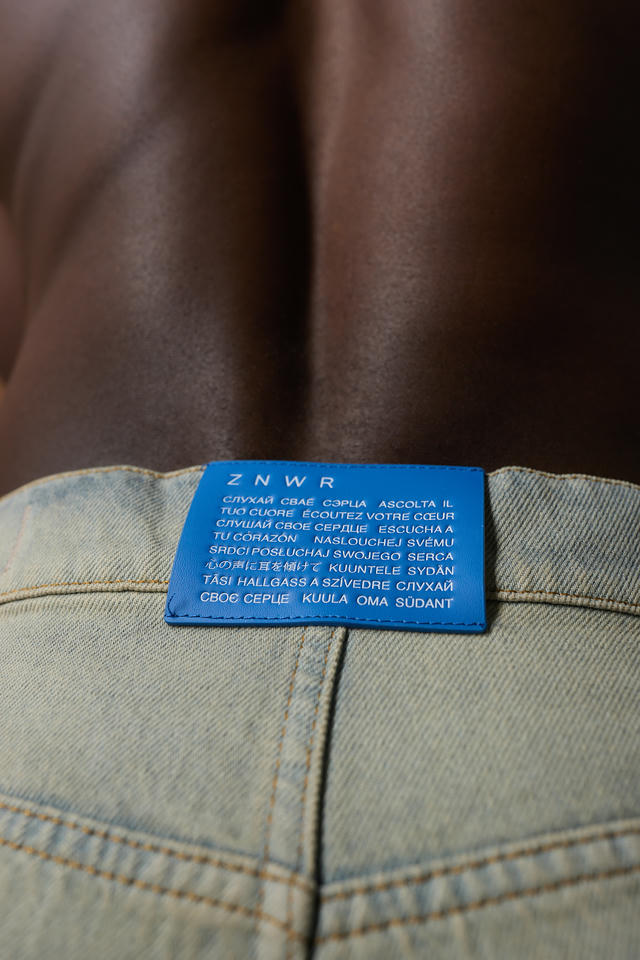 ZNWR
СЛУХАЙ СВАЁ СЭРЦА ASCOLTA IL
TUO CUORE ÉCOUTEZ VOTRE CŒUR
СЛУШАЙ СВОЕ СЕРДЦЕ ESCUCHA A
TU CORAZÓN NASLOUCHEJ SVÉMU
SRDCI POSŁUCHAJ SWOJEGO SERCA
心の声に耳を傾けて KUUNTELE SYDÄN
TÄSI HALLGASS A SZÍVEDRE СЛУХАЙ
СВОЄ СЕРЦЕ KUULA OMA SÜDANT